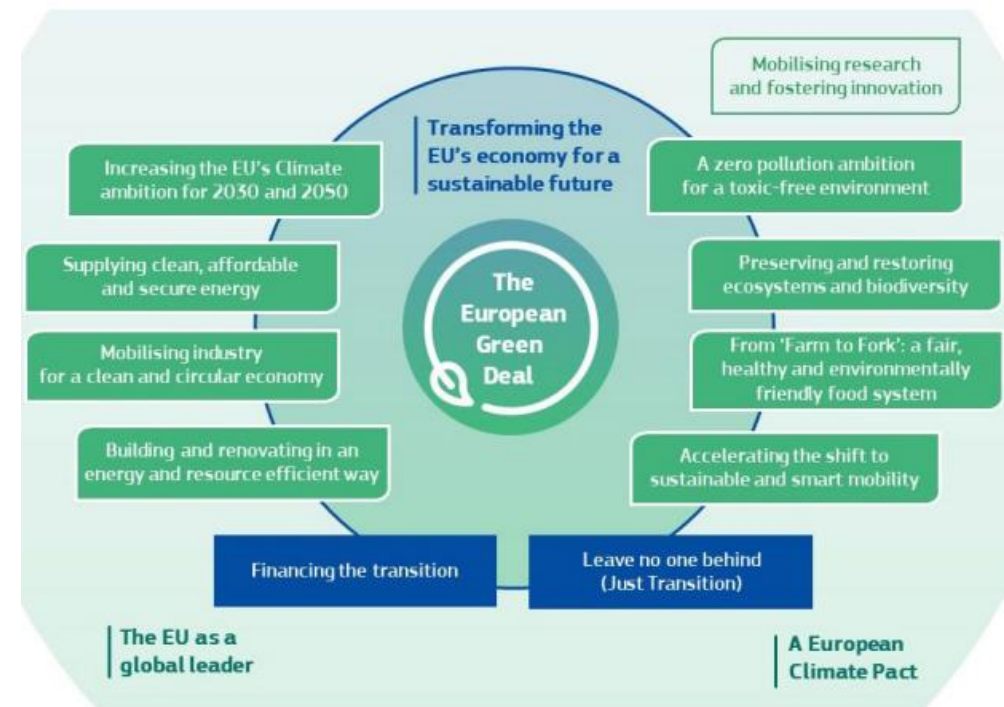 Mobilising research
and fostering innovation
Transforming the
EU's economy for a
sustainable future
Increasing the EU's Climate
ambition for 2030 and 2050
A zero pollution ambition
for a toxic-free environment
Supplying clean, affordable
and secure energy
The
European
Green
Deal
Preserving and restoring
ecosystems and biodiversity
Mobilising industry
for a clean and circular economy
From 'Farm to Fork': a fair,
healthy and environmentally
friendly food system
Building and renovating in an
energy and resource efficient way
Accelerating the shift to
sustainable and smart mobility
Financing the transition
Leave no one behind
(Just Transition)
The EU as a
global leader
A European
Climate Pact